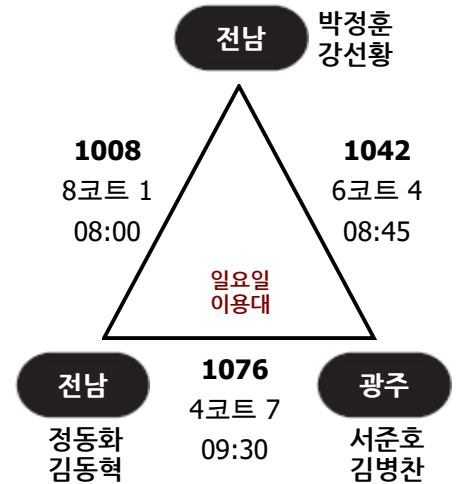 전남
박정훈
강선황
1008
8코트 1
08:00
1042
6코트 4
08:45
일요일
이용대
전남
정동화
김동혁
1076
4코트 7
09:30
광주
서준호
김병찬